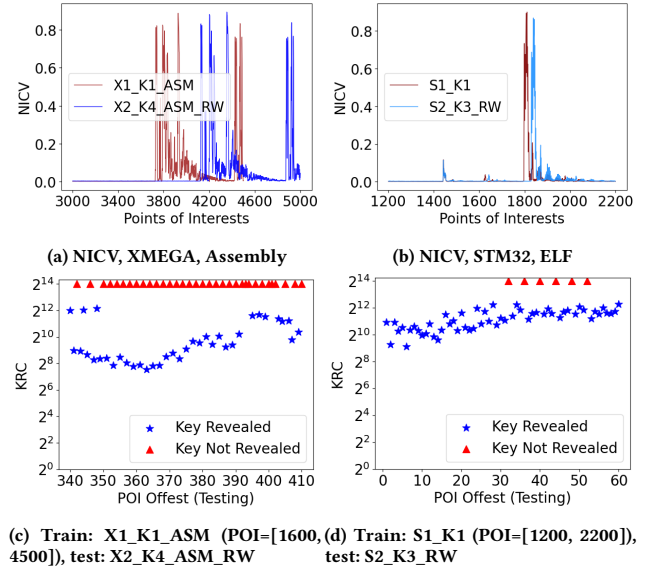 NICV
0.8
0.6
0.4
0.2
0.0
X1_K1_ASM
X2_K4_ASM_RW
3000 3400 3800 4200 4600 5000
Points of Interests
(a) NICV, XMEGA, Assembly
NICV
0.8
0.6
0.4
0.2
0.0
S1_K1
S2_K3_RW
1200 1400 1600 1800 2000 2200
Points of Interests
(b) NICV, STM32, ELF
KRC
2^14
2^12
2^10
2^8
2^6
2^4
2^2
2^0
Key Revealed
Key Not Revealed
340 350 360 370 380 390 400 410
POI Offest (Testing)
(c) Train: X1_K1_ASM (POI=[1600, 4500]), test: X2_K4_ASM_RW
KRC
2^14
2^12
2^10
2^8
2^6
2^4
2^2
2^0
Key Revealed
Key Not Revealed
0 10 20 30 40 50 60
POI Offest (Testing)
(d) Train: S1_K1 (POI=[1200, 2200]),
test: S2_K3_RW